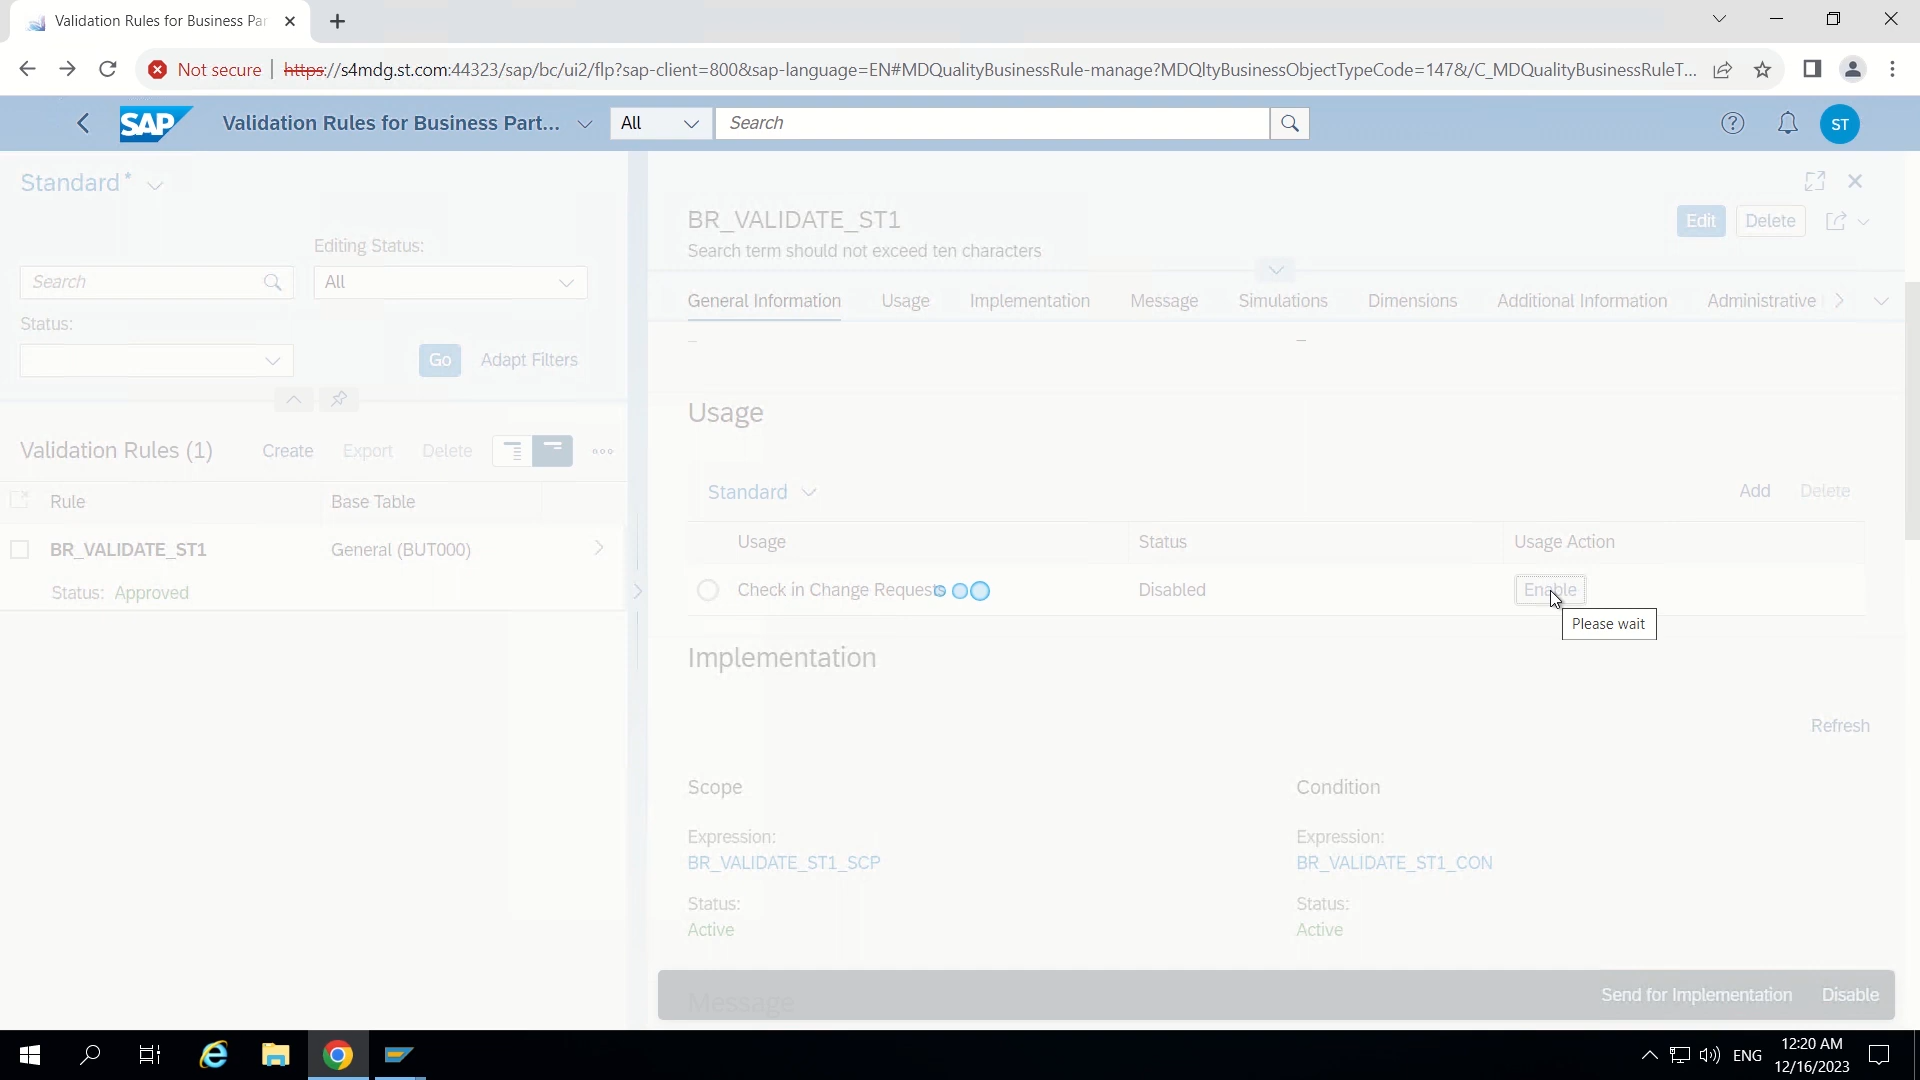 Validation Rules for Business Par
Not secure
https://s4mdg.st.com:44323/sap/bc/ui2/flp?sap-client=800&sap-language=EN#MDQualityBusinessRule-manage?MDQltyBusinessObjectTypeCode=147&/C_MDQualityBusinessRuleT...
SAP Validation Rules for Business Part... All Search ST
Standard *
Editing Status:
Search All
Status:
Go Adapt Filters
Validation Rules (1) Create Export Delete
Rule Base Table
BR_VALIDATE_ST1 General (BUT000)
Status: Approved
BR_VALIDATE_ST1 Edit Delete
Search term should not exceed ten characters
General Information Usage Implementation Message Simulations Dimensions Additional Information Administrative
– –
Usage
Standard Add Delete
Usage Status Usage Action
Check in Change Requests Disabled Enable
Please wait
Implementation
Refresh
Scope Condition
Expression: Expression:
BR_VALIDATE_ST1_SCP BR_VALIDATE_ST1_CON
Status: Status:
Active Active
Message Send for Implementation Disable
ENG 12:20 AM
12/16/2023